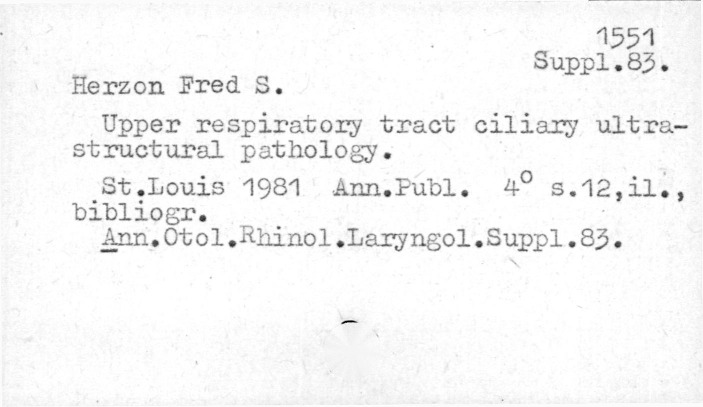 1551
Suppl.83.
Herzon Fred S.
Upper respiratory tract ciliary ultra-
structural pathology.
St.Louis 1981 Ann.Publ. 4° s.12,il.,
bibliogr.
Ann.Otol.Rhinol.Laryngol.Suppl.83.